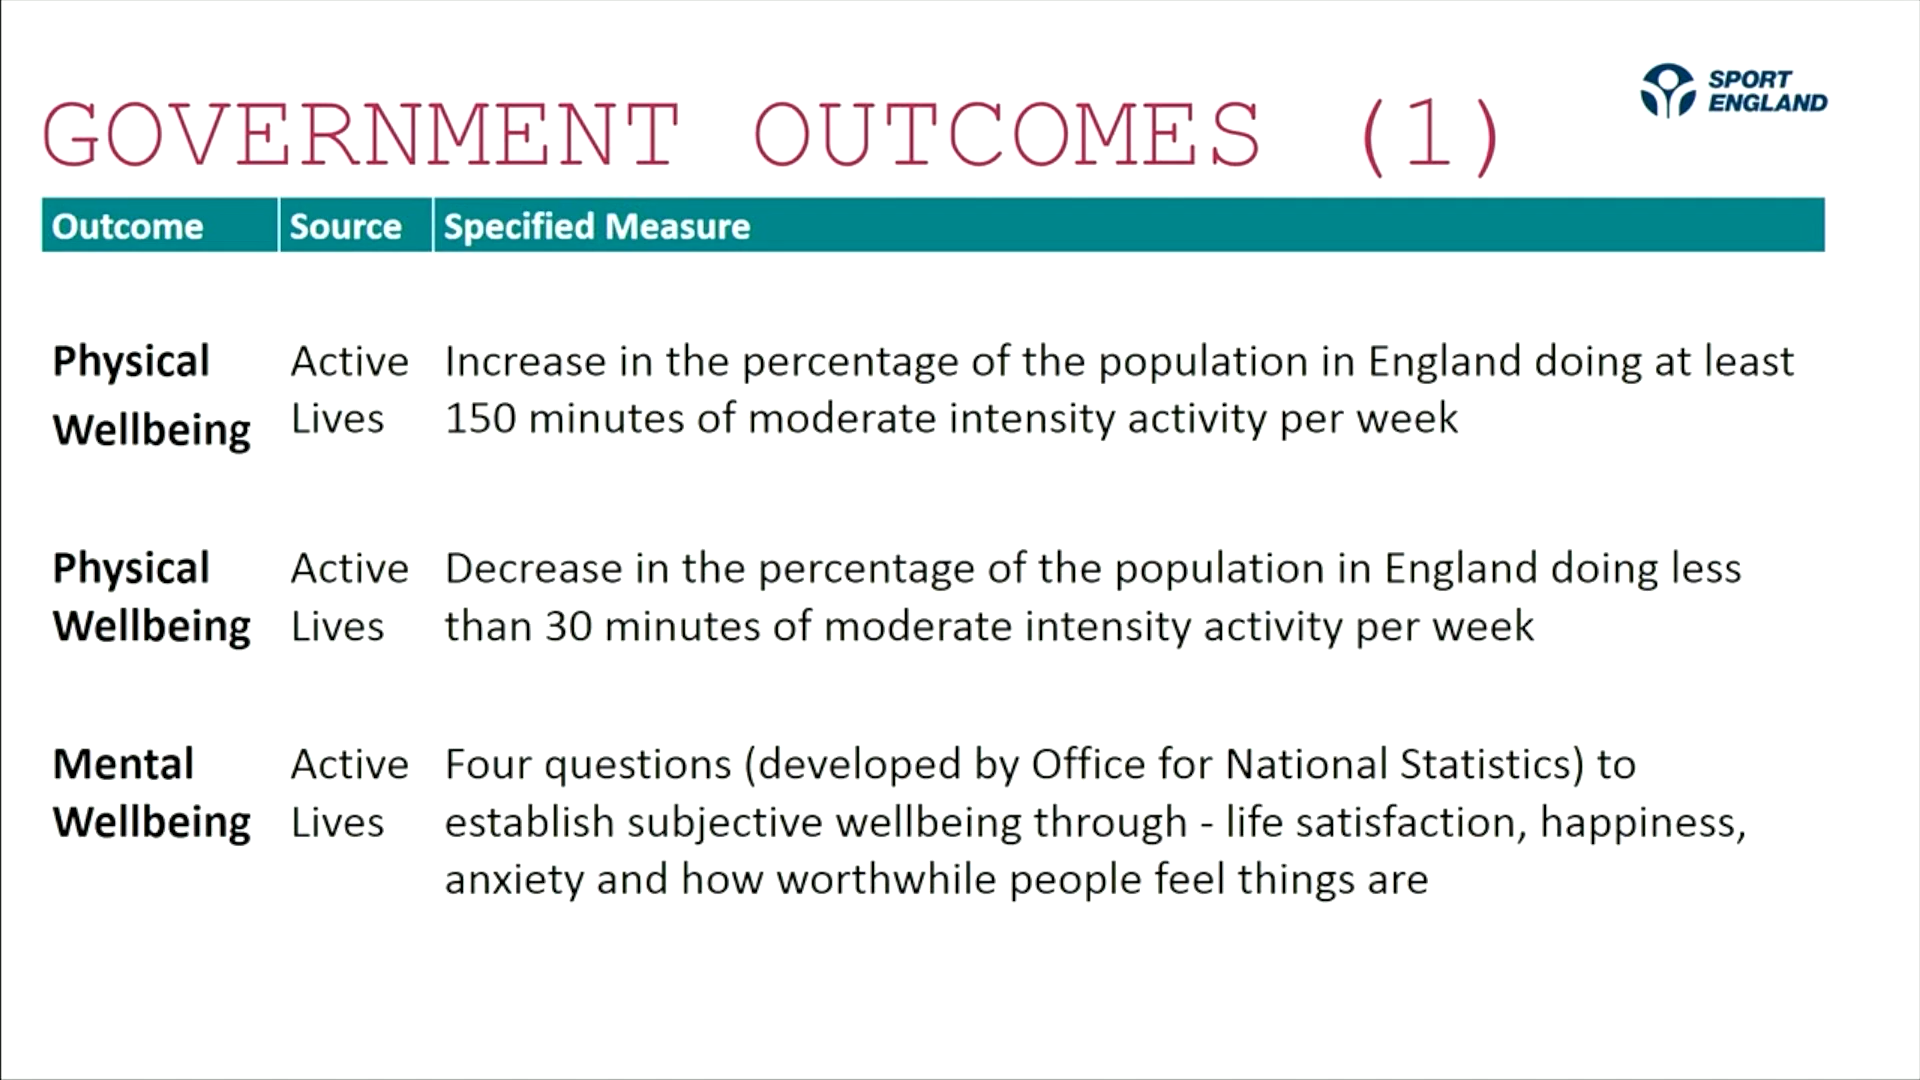 SPORT
ENGLAND
GOVERNMENT OUTCOMES (1)
Outcome Source Specified Measure
Physical Active Increase in the percentage of the population in England doing at least
Wellbeing Lives 150 minutes of moderate intensity activity per week
Physical Active Decrease in the percentage of the population in England doing less
Wellbeing Lives than 30 minutes of moderate intensity activity per week
Mental Active Four questions (developed by Office for National Statistics) to
Wellbeing Lives establish subjective wellbeing through - life satisfaction, happiness,
anxiety and how worthwhile people feel things are